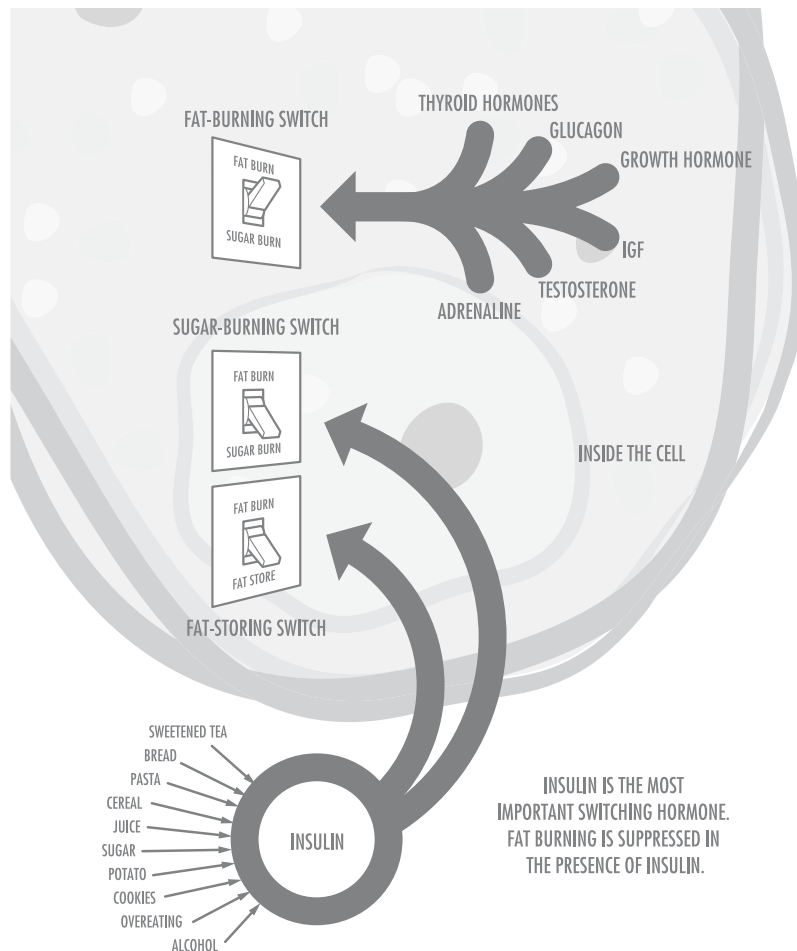 THYROID HORMONES
FAT-BURNING SWITCH
GLUCAGON
GROWTH HORMONE
FAT BURN
SUGAR BURN
IGF
TESTOSTERONE
ADRENALINE
SUGAR-BURNING SWITCH
FAT BURN
SUGAR BURN
INSIDE THE CELL
FAT BURN
FAT STORE
FAT-STORING SWITCH
SWEETENED TEA
BREAD
PASTA
CEREAL
JUICE
SUGAR
POTATO
COOKIES
OVEREATING
ALCOHOL
INSULIN
INSULIN IS THE MOST
IMPORTANT SWITCHING HORMONE.
FAT BURNING IS SUPPRESSED IN
THE PRESENCE OF INSULIN.